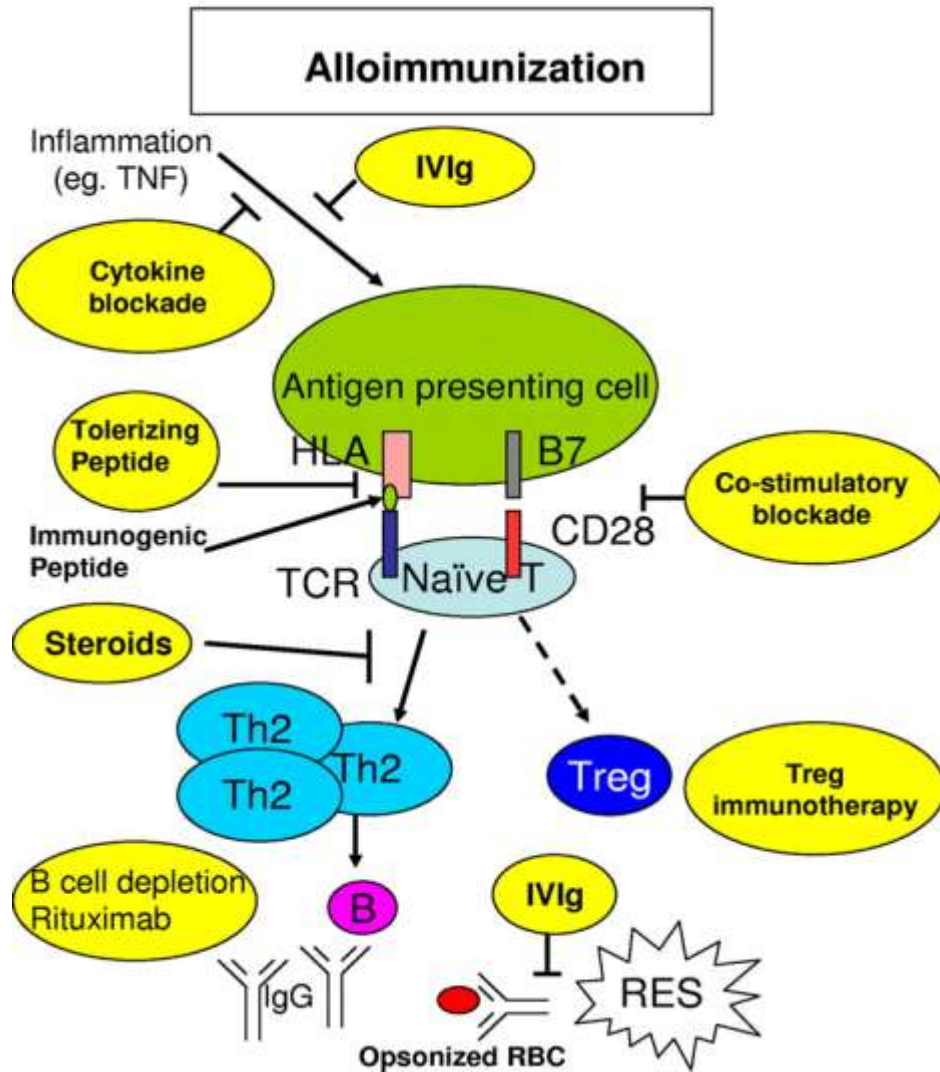 Alloimmunization
Inflammation
(eg. TNF)
IVIg
Cytokine
blockade
Antigen presenting cell
HLA
B7
Tolerizing
Peptide
Co-stimulatory
blockade
CD28
Immunogenic
Peptide
TCR
Naïve T
Steroids
Th2
Th2
Th2
Treg
Treg
immunotherapy
B cell depletion
Rituximab
B
IVIg
IgG
RES
Opsonized RBC